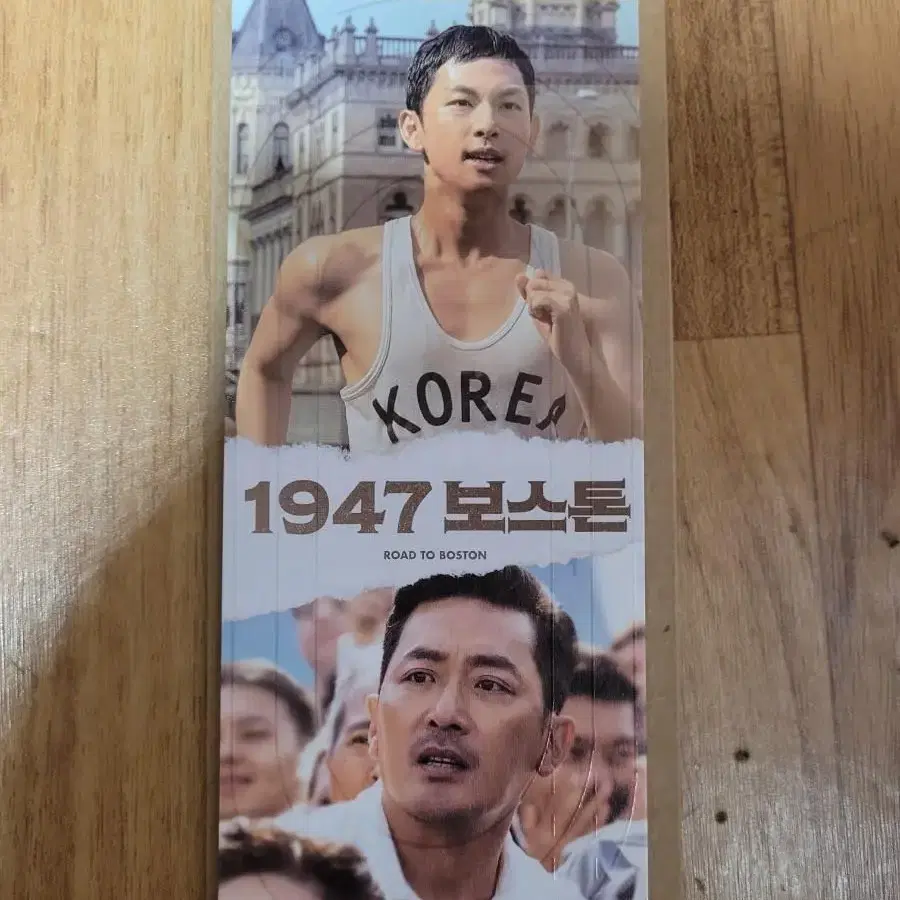 KOREA
1947 보스톤
ROAD TO BOSTON